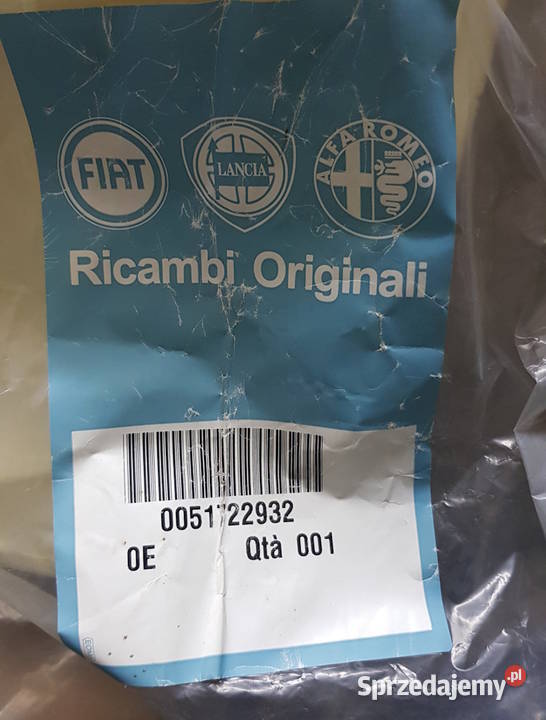 FIAT
LANCIA
ALFA-ROMEO
Ricambi Originali
0051722932
OE Qtà 001
Sprzedajemy.pl